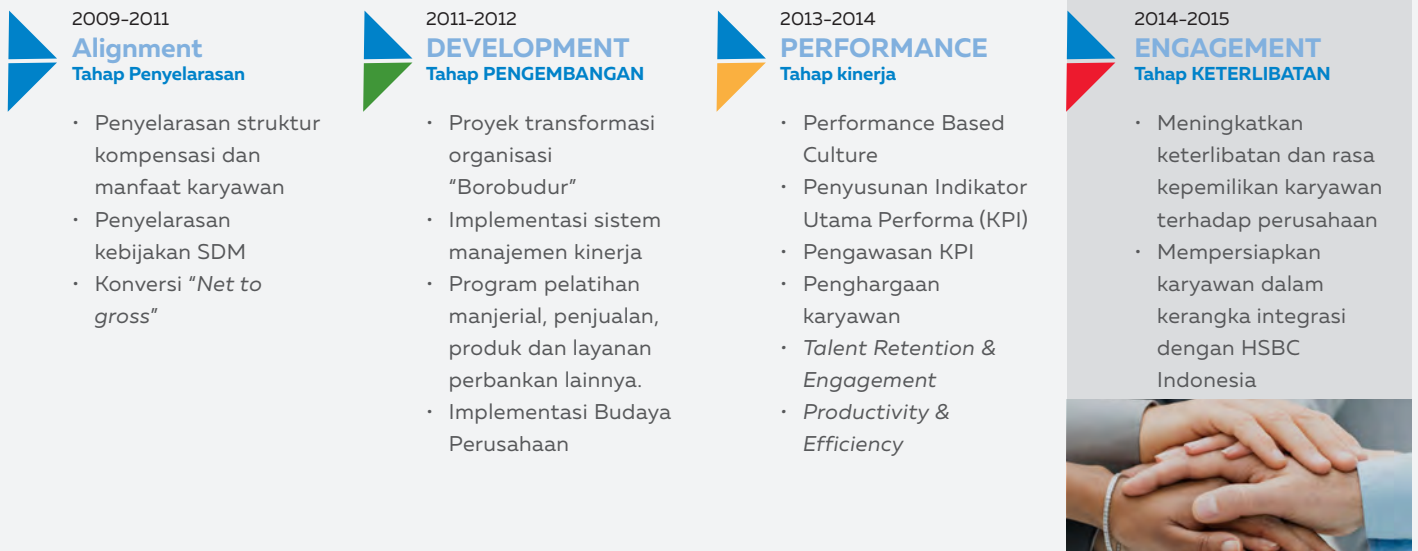 2009-2011
Alignment
Tahap Penyelarasan
• Penyelarasan struktur
kompensasi dan
manfaat karyawan
• Penyelarasan
kebijakan SDM
• Konversi “Net to
gross”
2011-2012
DEVELOPMENT
Tahap PENGEMBANGAN
• Proyek transformasi
organisasi
“Borobudur”
• Implementasi sistem
manajemen kinerja
• Program pelatihan
manjerial, penjualan,
produk dan layanan
perbankan lainnya.
• Implementasi Budaya
Perusahaan
2013-2014
PERFORMANCE
Tahap kinerja
• Performance Based
Culture
• Penyusunan Indikator
Utama Performa (KPI)
• Pengawasan KPI
• Penghargaan
karyawan
• Talent Retention &
Engagement
• Productivity &
Efficiency
2014-2015
ENGAGEMENT
Tahap KETERLIBATAN
• Meningkatkan
keterlibatan dan rasa
kepemilikan karyawan
terhadap perusahaan
• Mempersiapkan
karyawan dalam
kerangka integrasi
dengan HSBC
Indonesia